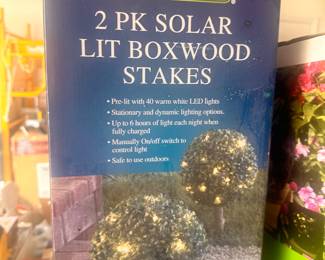 2 PK SOLAR
LIT BOXWOOD
STAKES
• Pre-lit with 40 warm white LED lights
• Stationary and dynamic lighting options.
• Up to 6 hours of light each night when
fully charged
• Manually On/off switch to
control light
• Safe to use outdoors